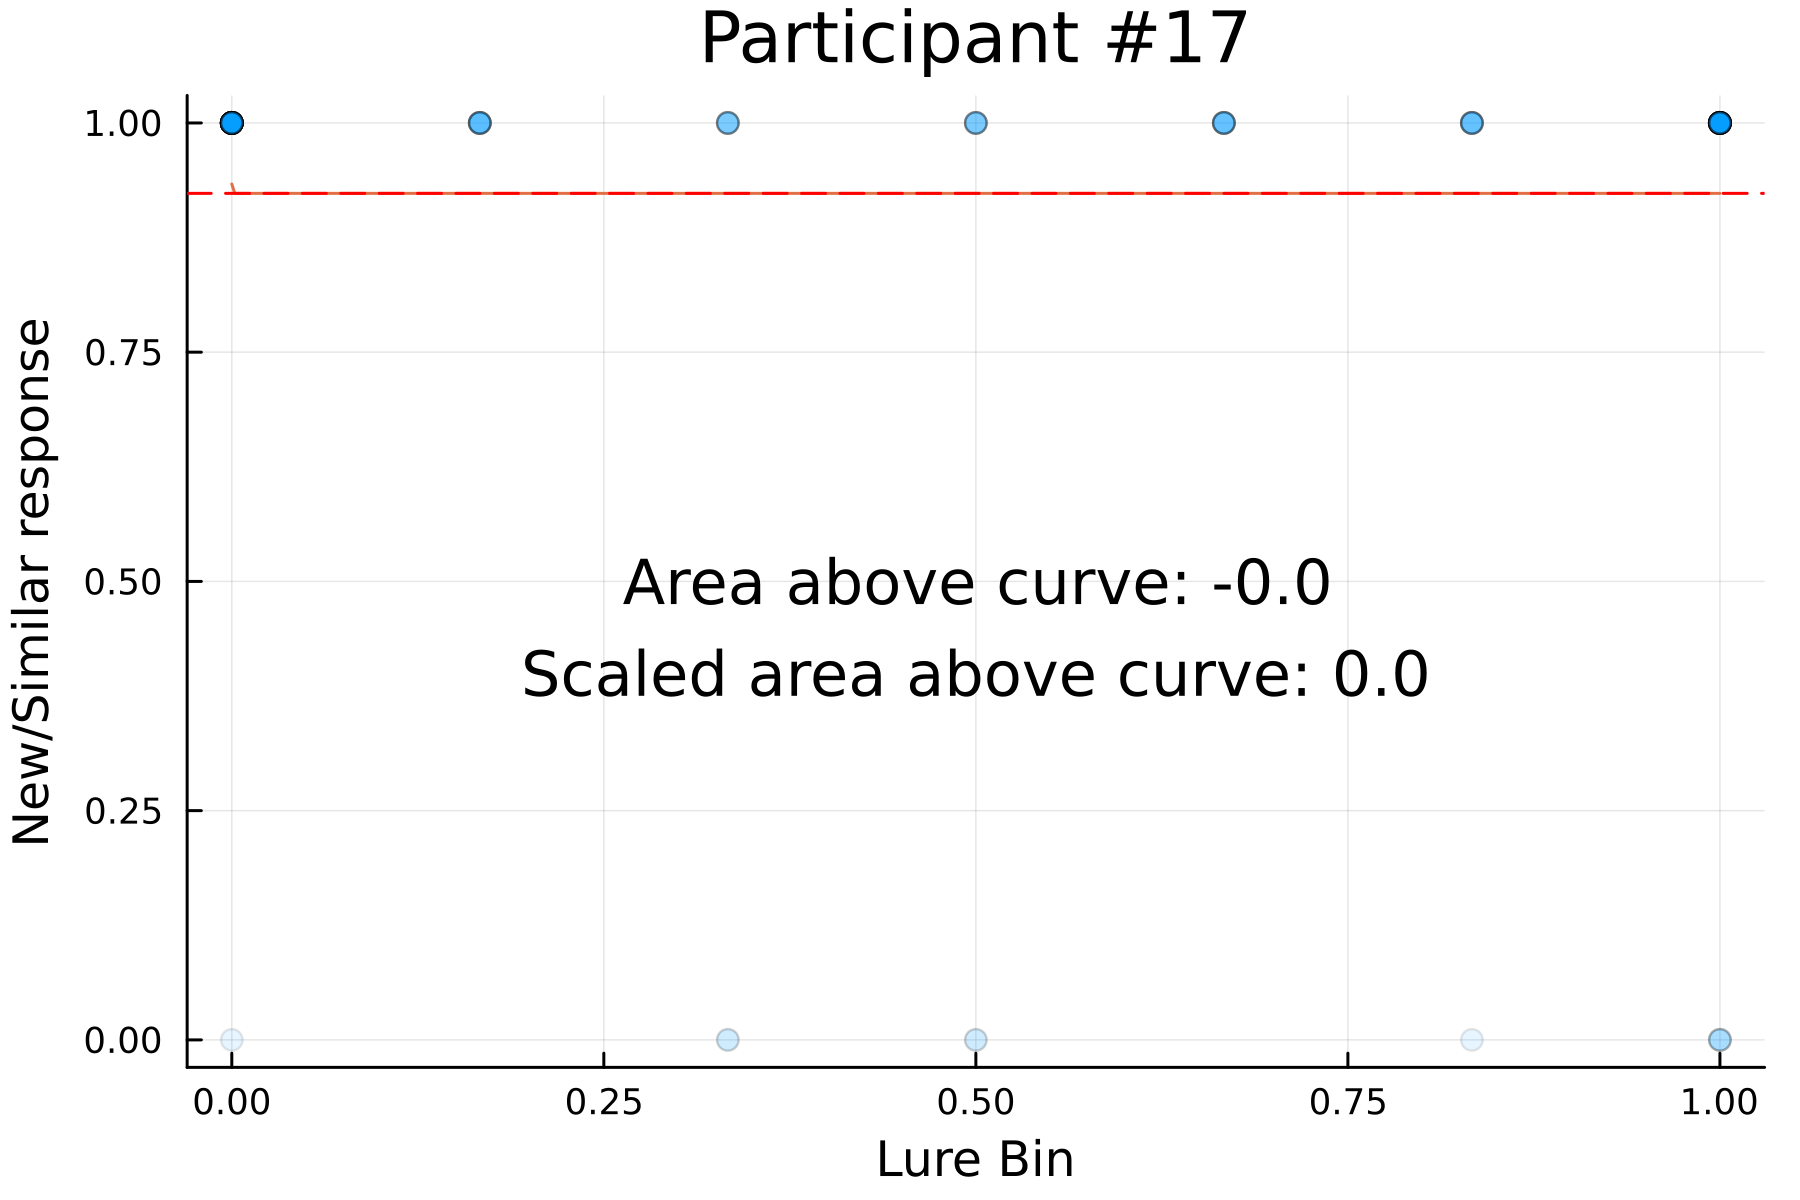 Participant #17
New/Similar response
1.00
0.75
0.50
0.25
0.00
Area above curve: -0.0
Scaled area above curve: 0.0
0.00 0.25 0.50 0.75 1.00
Lure Bin